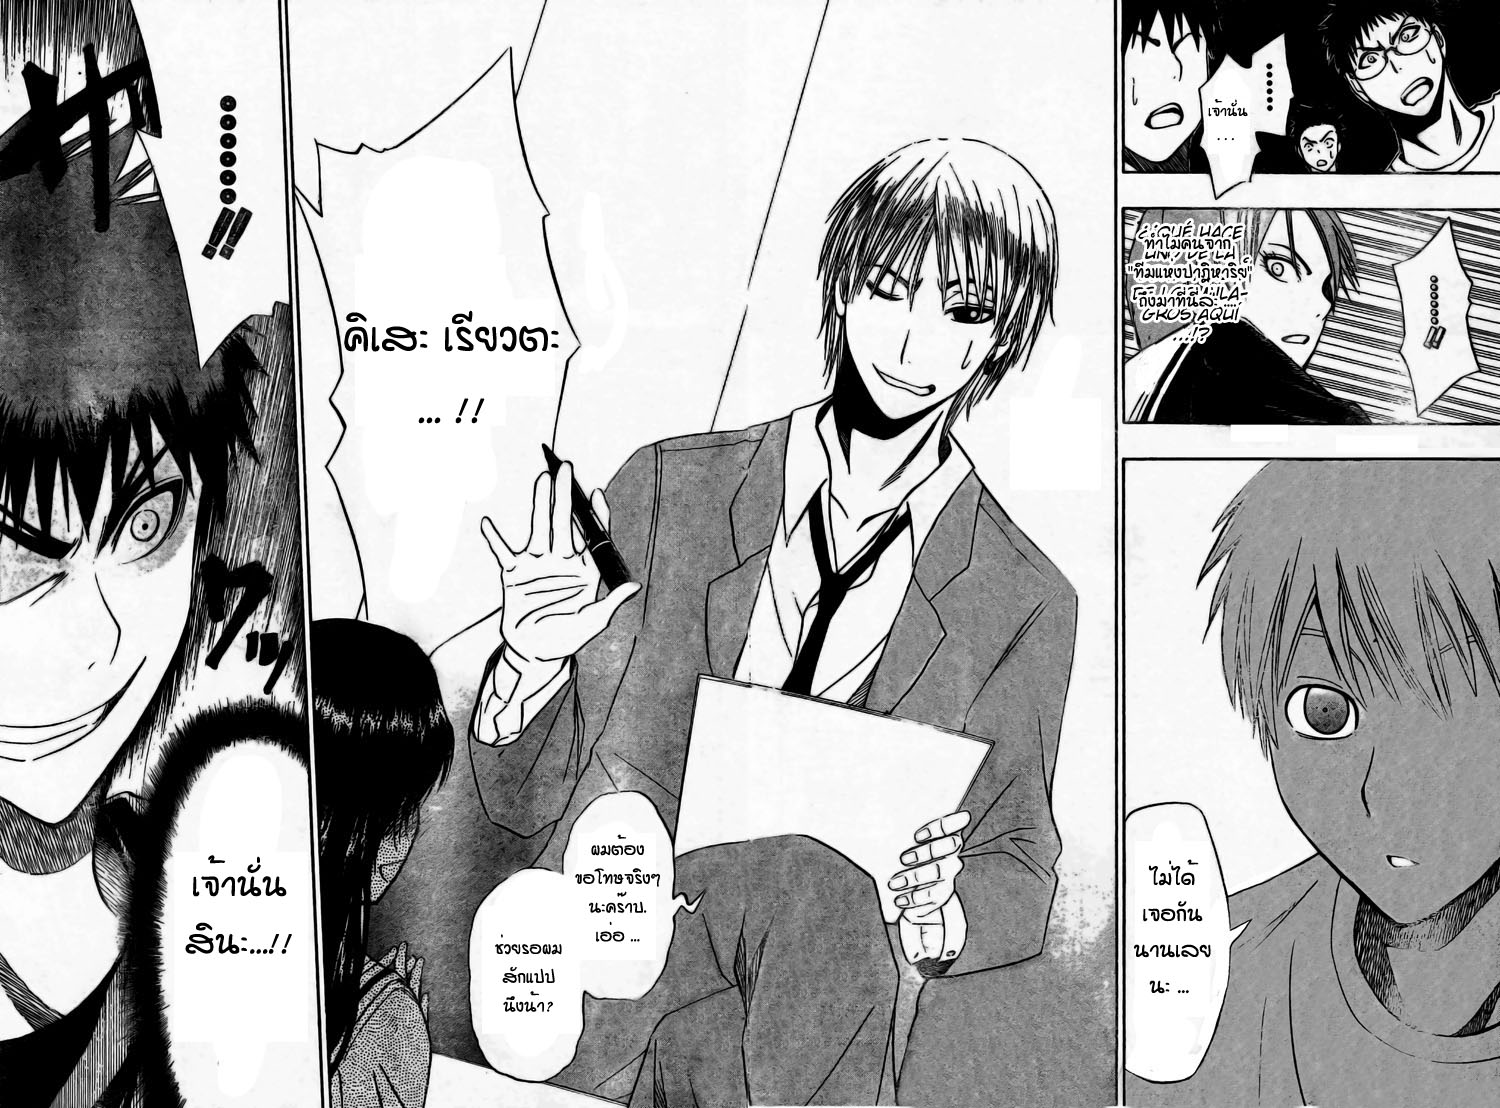 ......
เจ้านั่น
...
¿¡QUÉ HACE
ทำไมคนจาก
"ทีมแห่งปาฏิหาริย์"
ถึงมาที่นี่ล่ะ ....
GROS AQUÍ
...!?
......!!
ไม่ได้
เจอกัน
นานเลย
นะ ...
คิเสะ เรียวตะ
... !!
ผมต้อง
ขอโทษจริงๆ
นะคร๊าบ.
เอ่อ ...
ช่วยรอผม
สักแปป
นึงน้า?
.......!!
เจ้านั่น
สินะ...!!